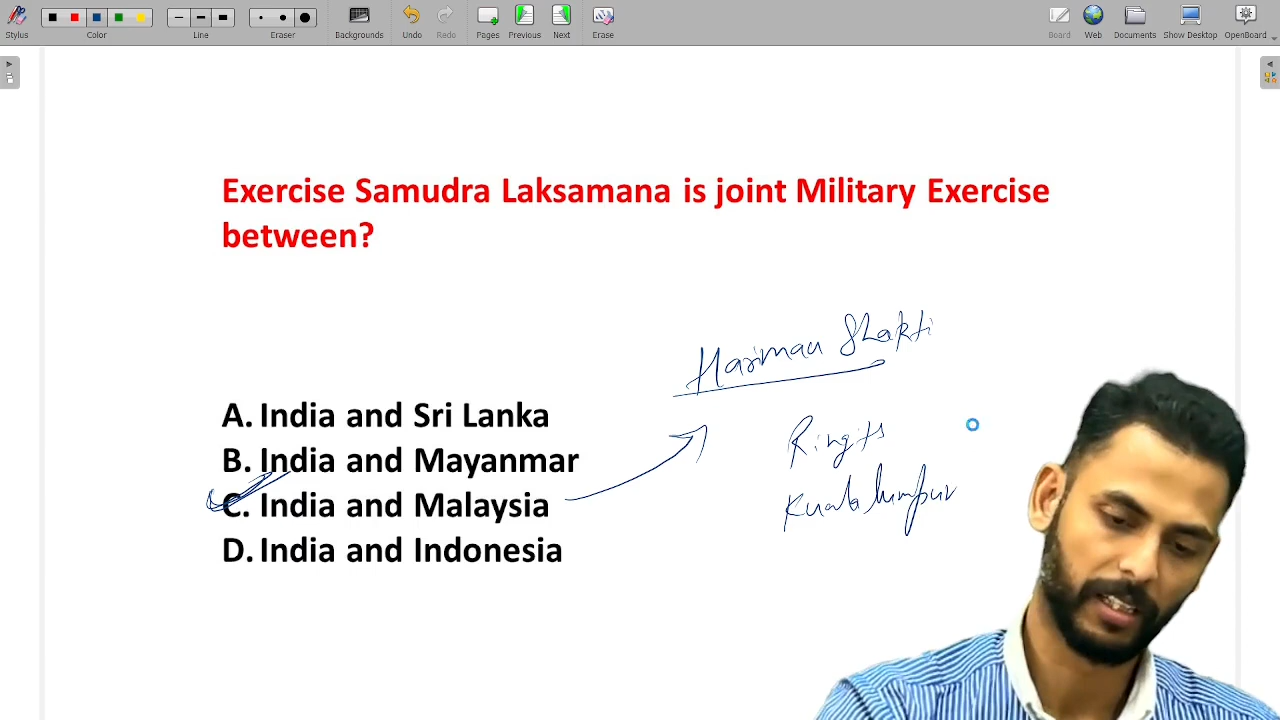 Stylus
Color
Line
Eraser
Backgrounds
Undo
Redo
Pages
Previous
Next
Erase
Board
Web
Documents
Show Desktop
OpenBoard
Exercise Samudra Laksamana is joint Military Exercise
between?
Harimau Shakti
A. India and Sri Lanka
Ringits
B. India and Mayanmar
C. India and Malaysia
Kuala lumpur
D. India and Indonesia